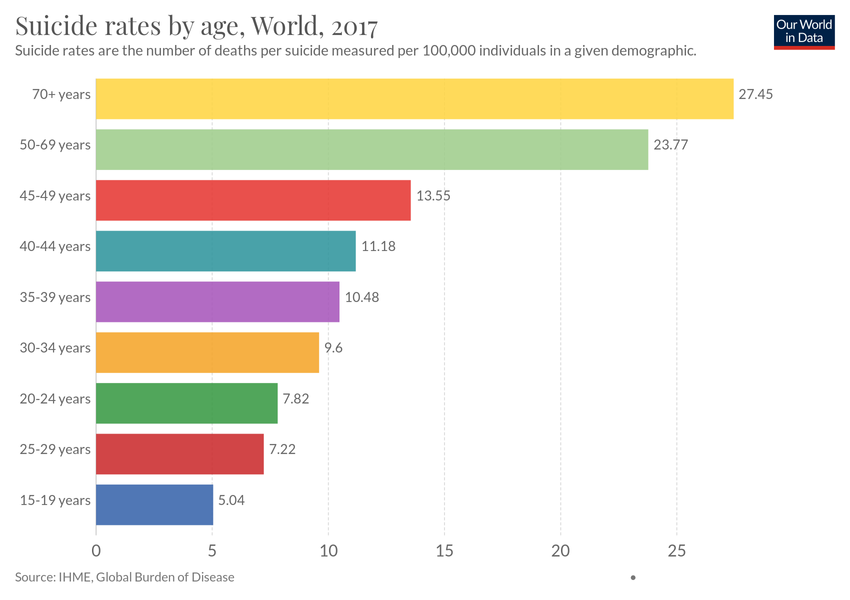 Suicide rates by age, World, 2017
Our World
in Data
Suicide rates are the number of deaths per suicide measured per 100,000 individuals in a given demographic.
70+ years 27.45
50-69 years 23.77
45-49 years 13.55
40-44 years 11.18
35-39 years 10.48
30-34 years 9.6
20-24 years 7.82
25-29 years 7.22
15-19 years 5.04
0 5 10 15 20 25
Source: IHME, Global Burden of Disease